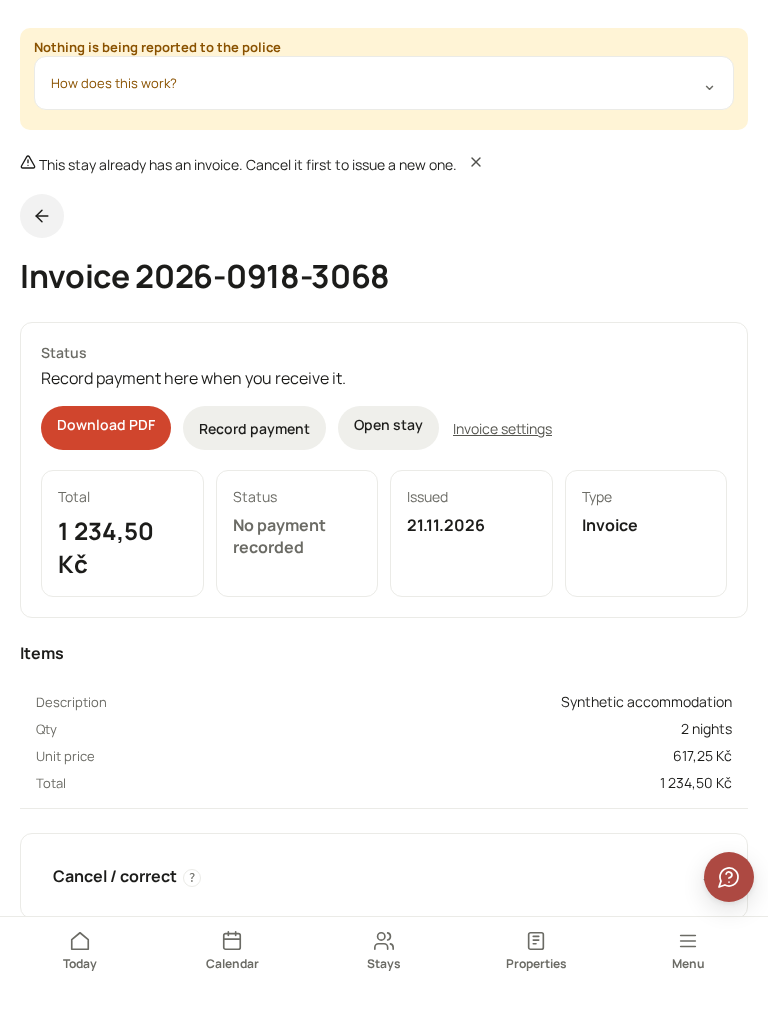 Nothing is being reported to the police
How does this work?
This stay already has an invoice. Cancel it first to issue a new one.
Invoice 2026-0918-3068
Status
Record payment here when you receive it.
Download PDF
Record payment
Open stay
Invoice settings
Total
1 234,50 Kč
Status
No payment recorded
Issued
21.11.2026
Type
Invoice
Items
Description
Synthetic accommodation
Qty
2 nights
Unit price
617,25 Kč
Total
1 234,50 Kč
Cancel / correct ?
Today
Calendar
Stays
Properties
Menu